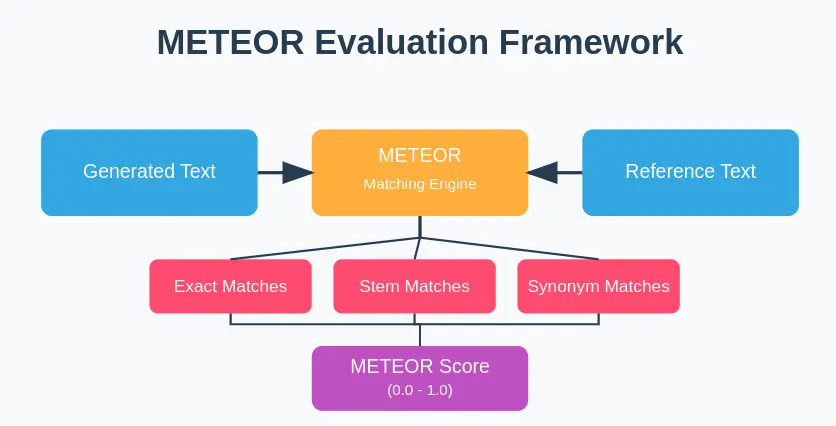 METEOR Evaluation Framework
Generated Text
METEOR
Matching Engine
Reference Text
Exact Matches
Stem Matches
Synonym Matches
METEOR Score
(0.0 - 1.0)